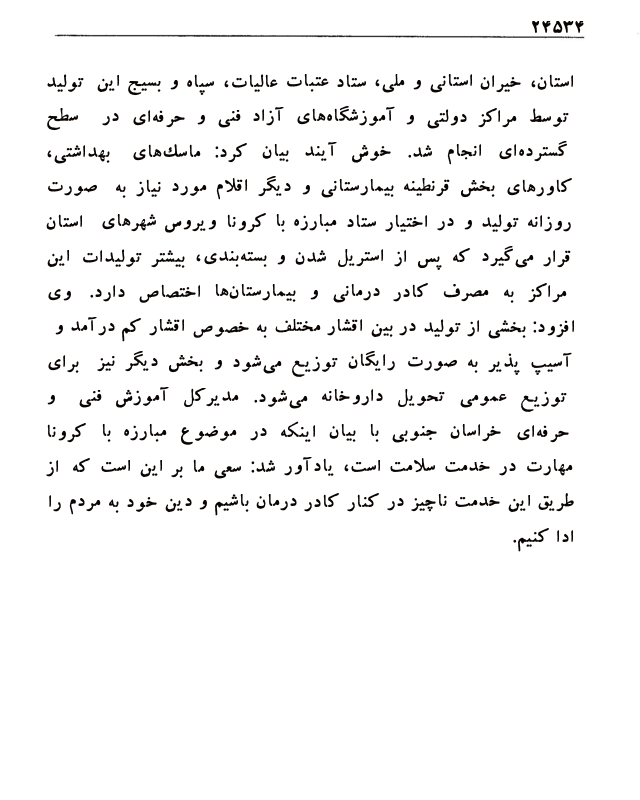 ۲۴۵۳۴
استان، خیران استانی و ملی، ستاد عتبات عالیات، سپاه و بسیج این تولید
توسط مراکز دولتی و آموزشگاه‌های آزاد فنی و حرفه‌ای در سطح
گسترده‌ای انجام شد. خوش آیند بیان کرد: ماسك‌های بهداشتی،
کاورهای بخش قرنطینه بیمارستانی و دیگر اقلام مورد نیاز به صورت
روزانه تولید و در اختیار ستاد مبارزه با کرونا ویروس شهرهای استان
قرار می‌گیرد که پس از استریل شدن و بسته‌بندی، بیشتر تولیدات این
مراکز به مصرف کادر درمانی و بیمارستان‌ها اختصاص دارد. وی
افزود: بخشی از تولید در بین اقشار مختلف به خصوص اقشار کم درآمد و
آسیب پذیر به صورت رایگان توزیع می‌شود و بخش دیگر نیز برای
توزیع عمومی تحویل داروخانه می‌شود. مدیرکل آموزش فنی و
حرفه‌ای خراسان جنوبی با بیان اینکه در موضوع مبارزه با کرونا
مهارت در خدمت سلامت است، یادآور شد: سعی ما بر این است که از
طریق این خدمت ناچیز در کنار کادر درمان باشیم و دین خود به مردم را
ادا کنیم.